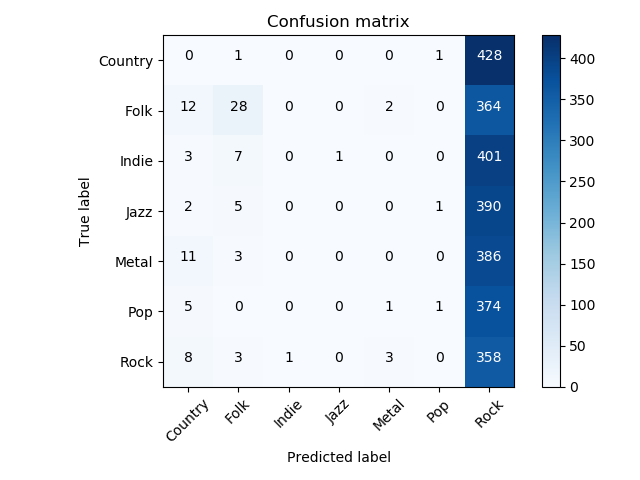 Confusion matrix
True label
Country 0 1 0 0 0 1 428
Folk 12 28 0 0 2 0 364
Indie 3 7 0 1 0 0 401
Jazz 2 5 0 0 0 1 390
Metal 11 3 0 0 0 0 386
Pop 5 0 0 0 1 1 374
Rock 8 3 1 0 3 0 358
Country Folk Indie Jazz Metal Pop Rock
Predicted label
400
350
300
250
200
150
100
50
0